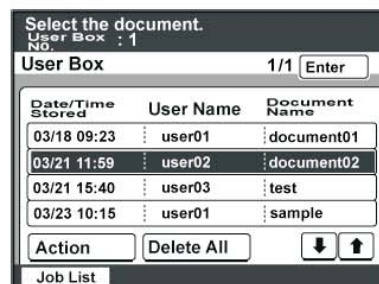 Select the document.
User Box
No. : 1
User Box 1/1 Enter
Date/Time Stored User Name Document Name
03/18 09:23 user01 document01
03/21 11:59 user02 document02
03/21 15:40 user03 test
03/23 10:15 user01 sample
Action Delete All
Job List